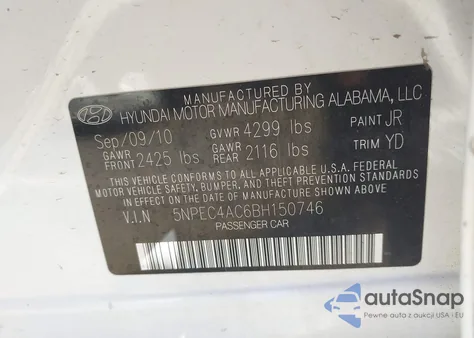 MANUFACTURED BY
HYUNDAI MOTOR MANUFACTURING ALABAMA, LLC
Sep/09/10 GVWR 4299 lbs PAINT JR
GAWR FRONT 2425 lbs GAWR REAR 2116 lbs TRIM YD
THIS VEHICLE CONFORMS TO ALL APPLICABLE
FEDERAL MOTOR VEHICLE SAFETY, BUMPER, AND
THEFT PREVENTION STANDARDS IN EFFECT ON
THE DATE OF MANUFACTURE SHOWN ABOVE.
V.I.N 5NPEC4AC6BH150746
PASSENGER CAR
autoSnap
Pewne auta z USA i EU